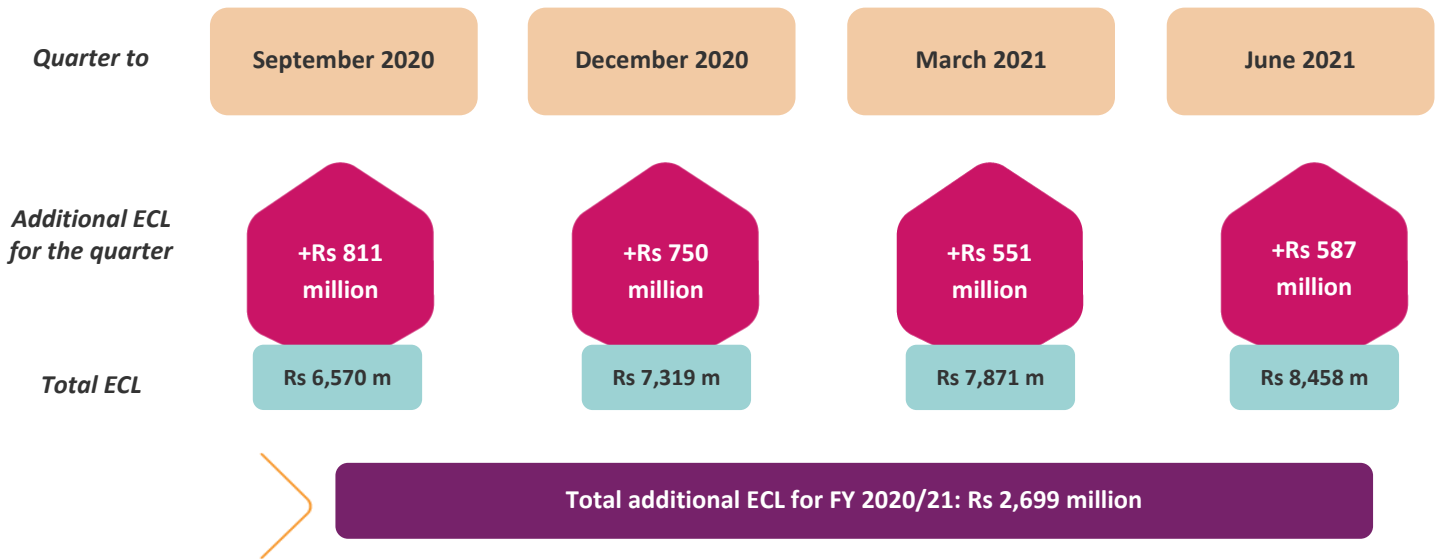 Quarter to
September 2020
December 2020
March 2021
June 2021
Additional ECL
for the quarter
+Rs 811
million
+Rs 750
million
+Rs 551
million
+Rs 587
million
Total ECL
Rs 6,570 m
Rs 7,319 m
Rs 7,871 m
Rs 8,458 m
Total additional ECL for FY 2020/21: Rs 2,699 million